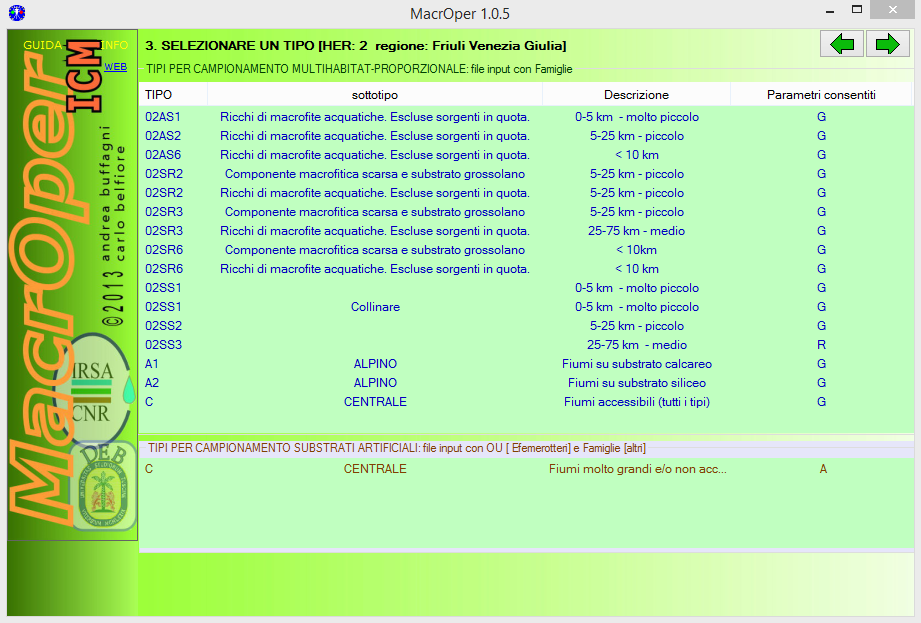 MacrOper 1.0.5
GUIDA- INFO
WEB
MacrOper
ICM
©2013 andrea buffagni
carlo belfiore
IRSA
CNR
DEB
3. SELEZIONARE UN TIPO [HER: 2 regione: Friuli Venezia Giulia]
TIPI PER CAMPIONAMENTO MULTIHABITAT-PROPORZIONALE: file input con Famiglie
TIPO sottotipo Descrizione Parametri consentiti
02AS1 Ricchi di macrofite acquatiche. Escluse sorgenti in quota. 0-5 km - molto piccolo G
02AS2 Ricchi di macrofite acquatiche. Escluse sorgenti in quota. 5-25 km - piccolo G
02AS6 Ricchi di macrofite acquatiche. Escluse sorgenti in quota. < 10 km G
02SR2 Componente macrofitica scarsa e substrato grossolano 5-25 km - piccolo G
02SR2 Ricchi di macrofite acquatiche. Escluse sorgenti in quota. 5-25 km - piccolo G
02SR3 Componente macrofitica scarsa e substrato grossolano 5-25 km - piccolo G
02SR3 Ricchi di macrofite acquatiche. Escluse sorgenti in quota. 25-75 km - medio G
02SR6 Componente macrofitica scarsa e substrato grossolano < 10km G
02SR6 Ricchi di macrofite acquatiche. Escluse sorgenti in quota. < 10 km G
02SS1 0-5 km - molto piccolo G
02SS1 Collinare 0-5 km - molto piccolo G
02SS2 5-25 km - piccolo G
02SS3 25-75 km - medio R
A1 ALPINO Fiumi su substrato calcareo G
A2 ALPINO Fiumi su substrato siliceo G
C CENTRALE Fiumi accessibili (tutti i tipi) G
TIPI PER CAMPIONAMENTO SUBSTRATI ARTIFICIALI: file input con OU [ Efemerotteri] e Famiglie [altri]
C CENTRALE Fiumi molto grandi e/o non acc... A